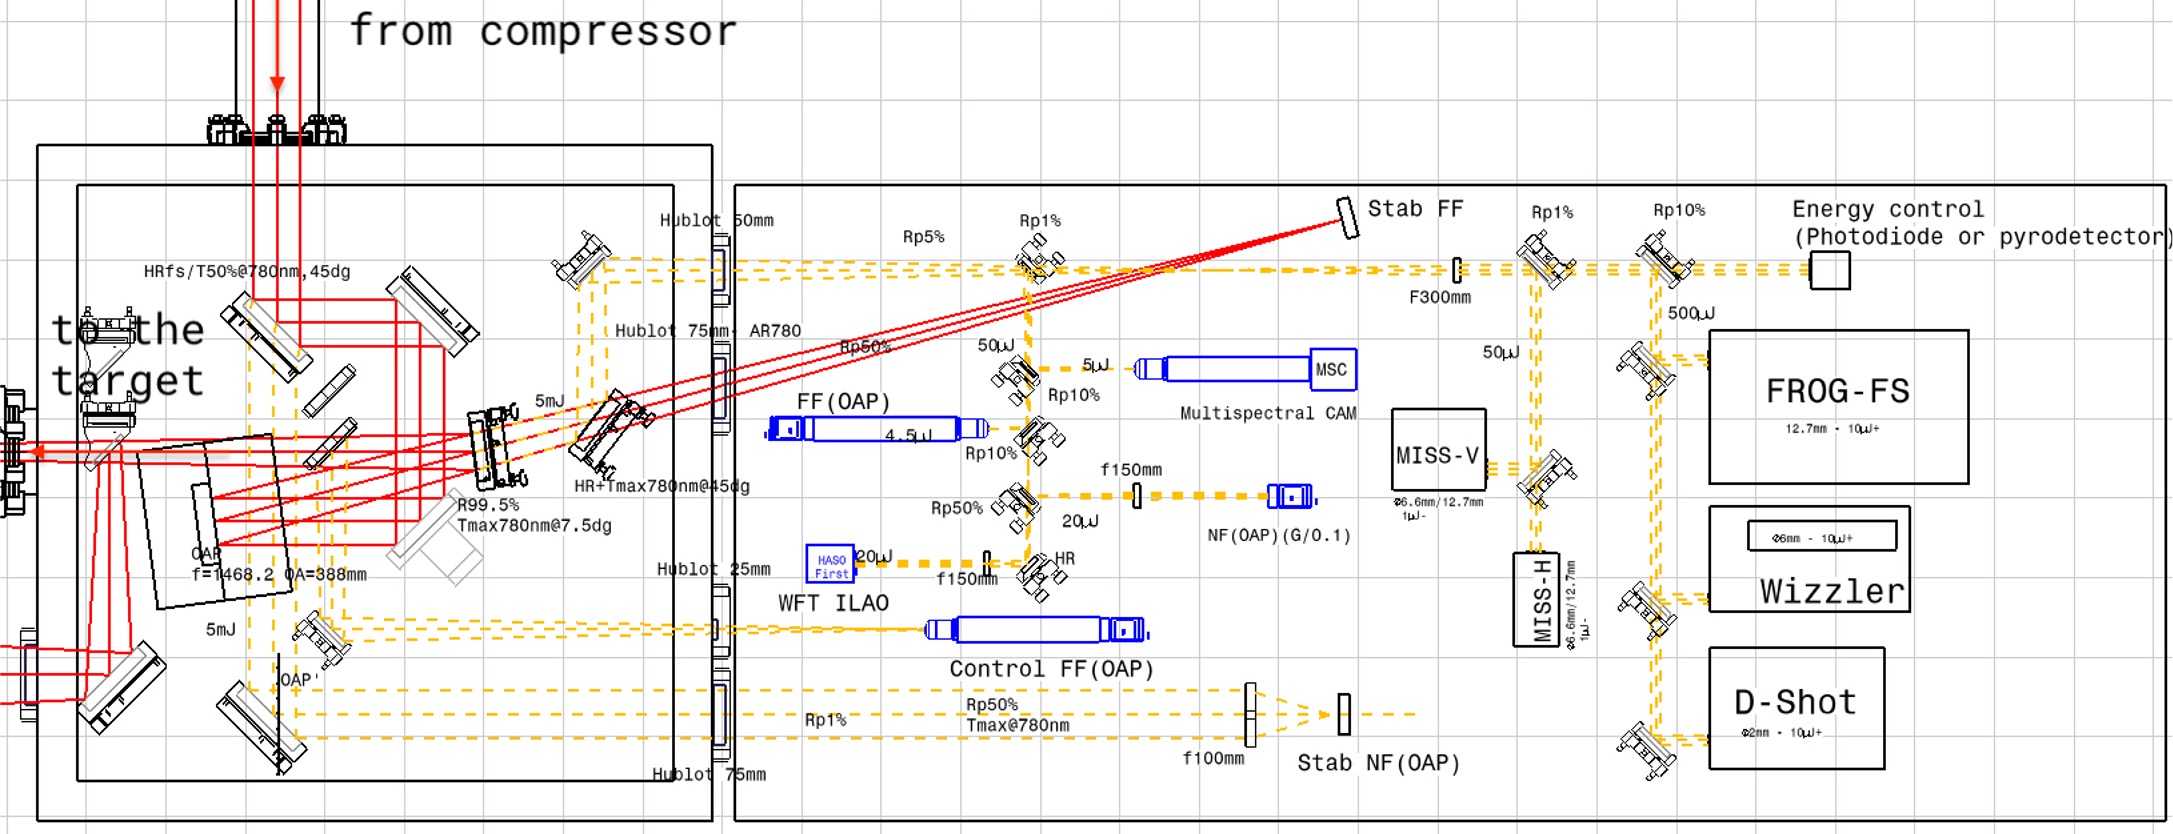 from compressor
Hublot 50mm
Rp5%
Rp1%
Stab FF
Rp1%
Rp10%
Energy control
(Photodiode or pyrodetector)
HRfs/T50%@780nm,45dg
F300mm
500µJ
to the
target
Hublot 75mm- AR780
Rp50%
50µJ
5µJ
MSC
50µJ
Rp10%
Multispectral CAM
5mJ
FF(OAP)
4.5µJ
Rp10%
FROG-FS
12.7mm - 10µJ+
MISS-V
Ø6.6mm/12.7mm
1µJ-
HR+Tmax780nm@45dg
R99.5%
Tmax780nm@7.5dg
f150mm
Rp50%
20µJ
NF(OAP)(G/0.1)
OAP
f=1468.2 OA=388mm
Hublot 25mm
HASO
First
20µJ
f150mm
HR
WFT ILAO
MISS-H
Ø6.6mm/12.7mm
1µJ-
Ø6mm - 10µJ+
Wizzler
5mJ
Control FF(OAP)
OAP'
Rp1%
Rp50%
Tmax@780nm
f100mm
Stab NF(OAP)
D-Shot
Ø2mm - 10µJ+
Hublot 75mm